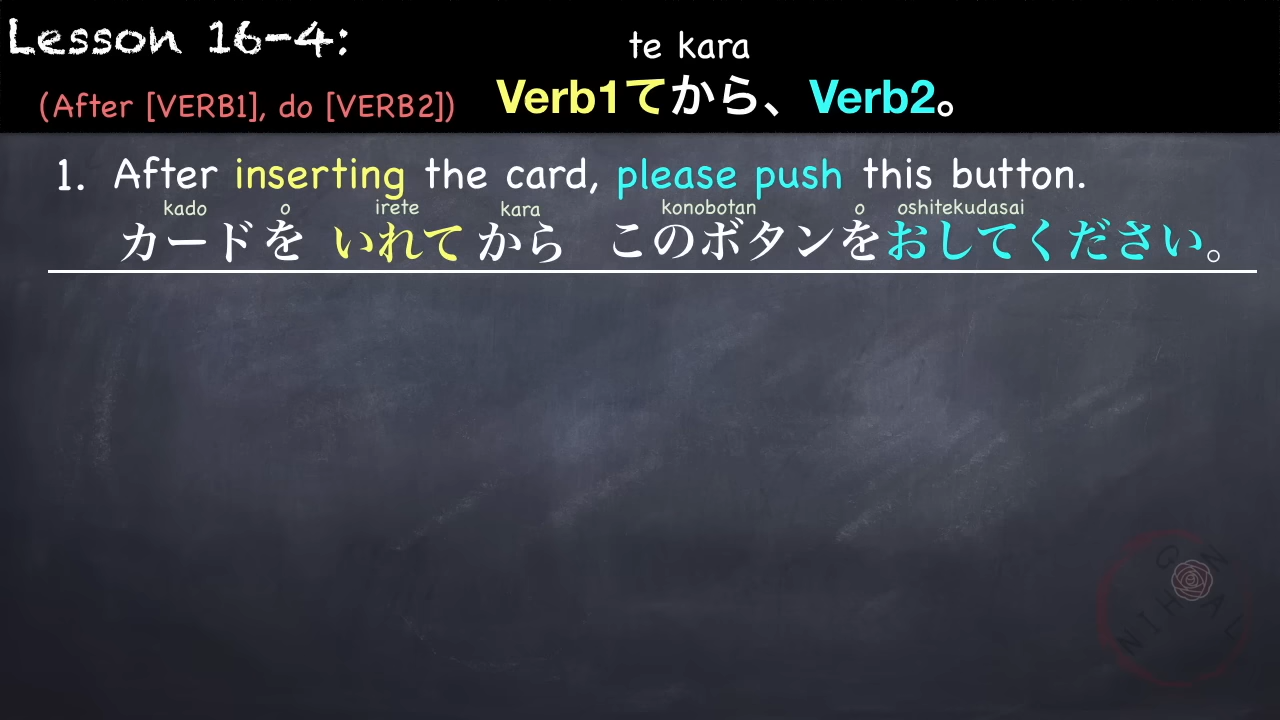 Lesson 16-4:
te kara
(After [VERB1], do [VERB2]) Verb1てから、Verb2。
1. After inserting the card, please push this button.
kado o irete kara konobotan o oshitekudasai
カードを いれて から このボタンをおしてください。
NIHONGOAL